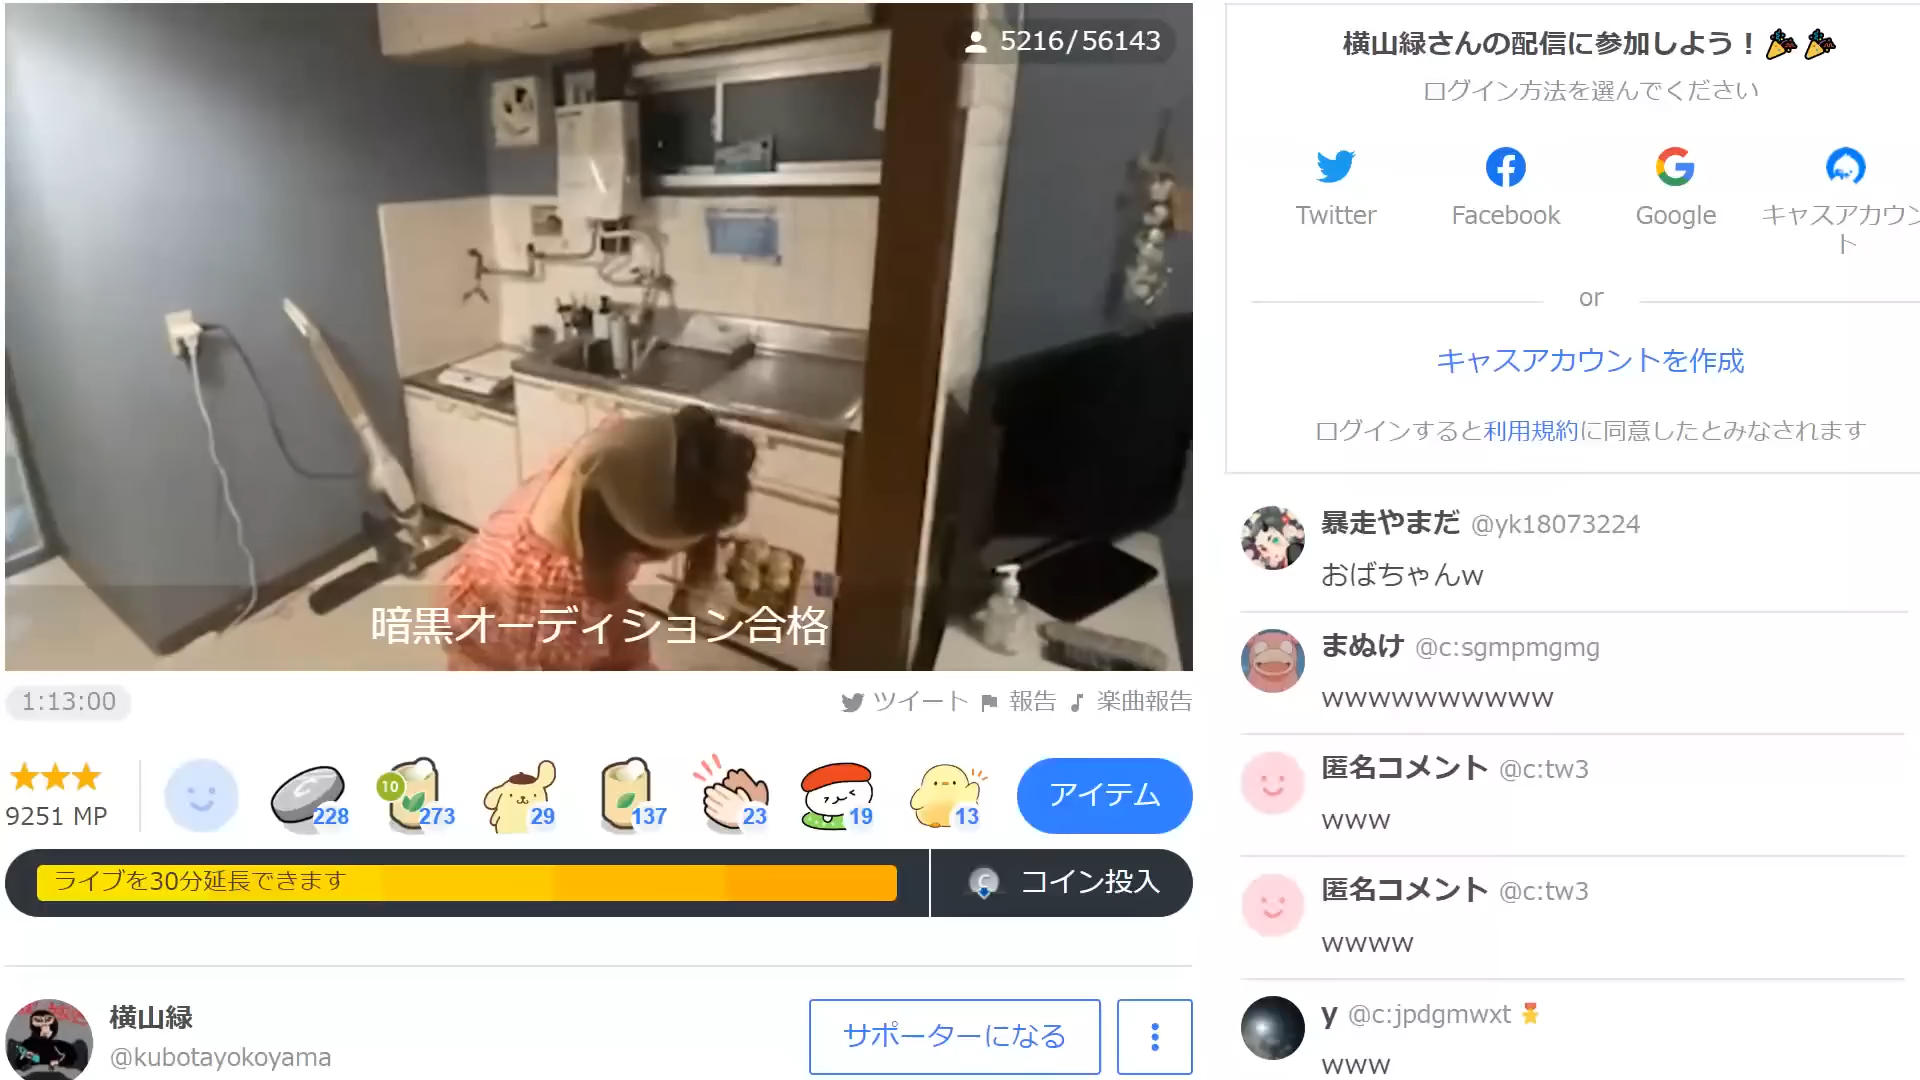 5216/56143
暗黒オーディション合格
1:13:00
ツイート 報告 楽曲報告
9251 MP
228
10
273
29
137
23
19
13
アイテム
ライブを30分延長できます
コイン投入
横山緑
@kubotayokoyama
サポーターになる
横山緑さんの配信に参加しよう！
ログイン方法を選んでください
Twitter
Facebook
Google
キャスアカウン
ト
or
キャスアカウントを作成
ログインすると利用規約に同意したとみなされます
暴走やまだ @yk18073224
おばちゃんw
まぬけ @c:sgmpmgmg
wwwwwwwwww
匿名コメント @c:tw3
www
匿名コメント @c:tw3
wwww
y @c:jpdgmwxt
www